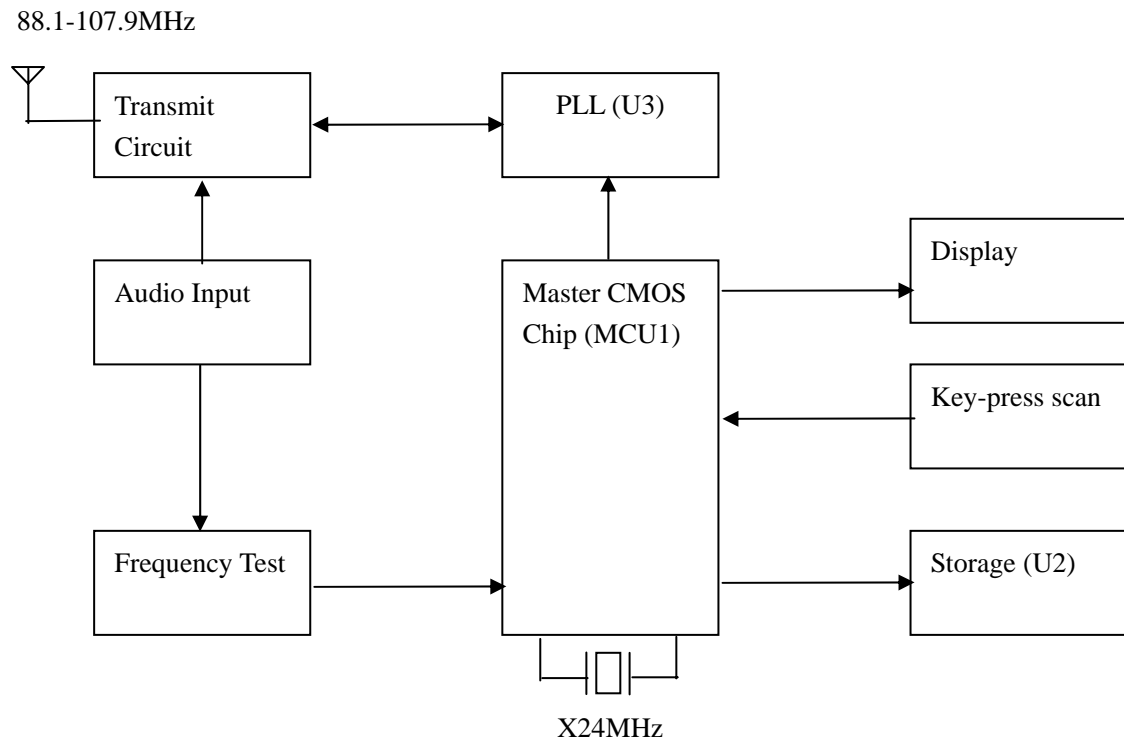 88.1-107.9MHz
Transmit
Circuit
PLL (U3)
Audio Input
Master CMOS
Chip (MCU1)
Display
Key-press scan
Frequency Test
Storage (U2)
X24MHz